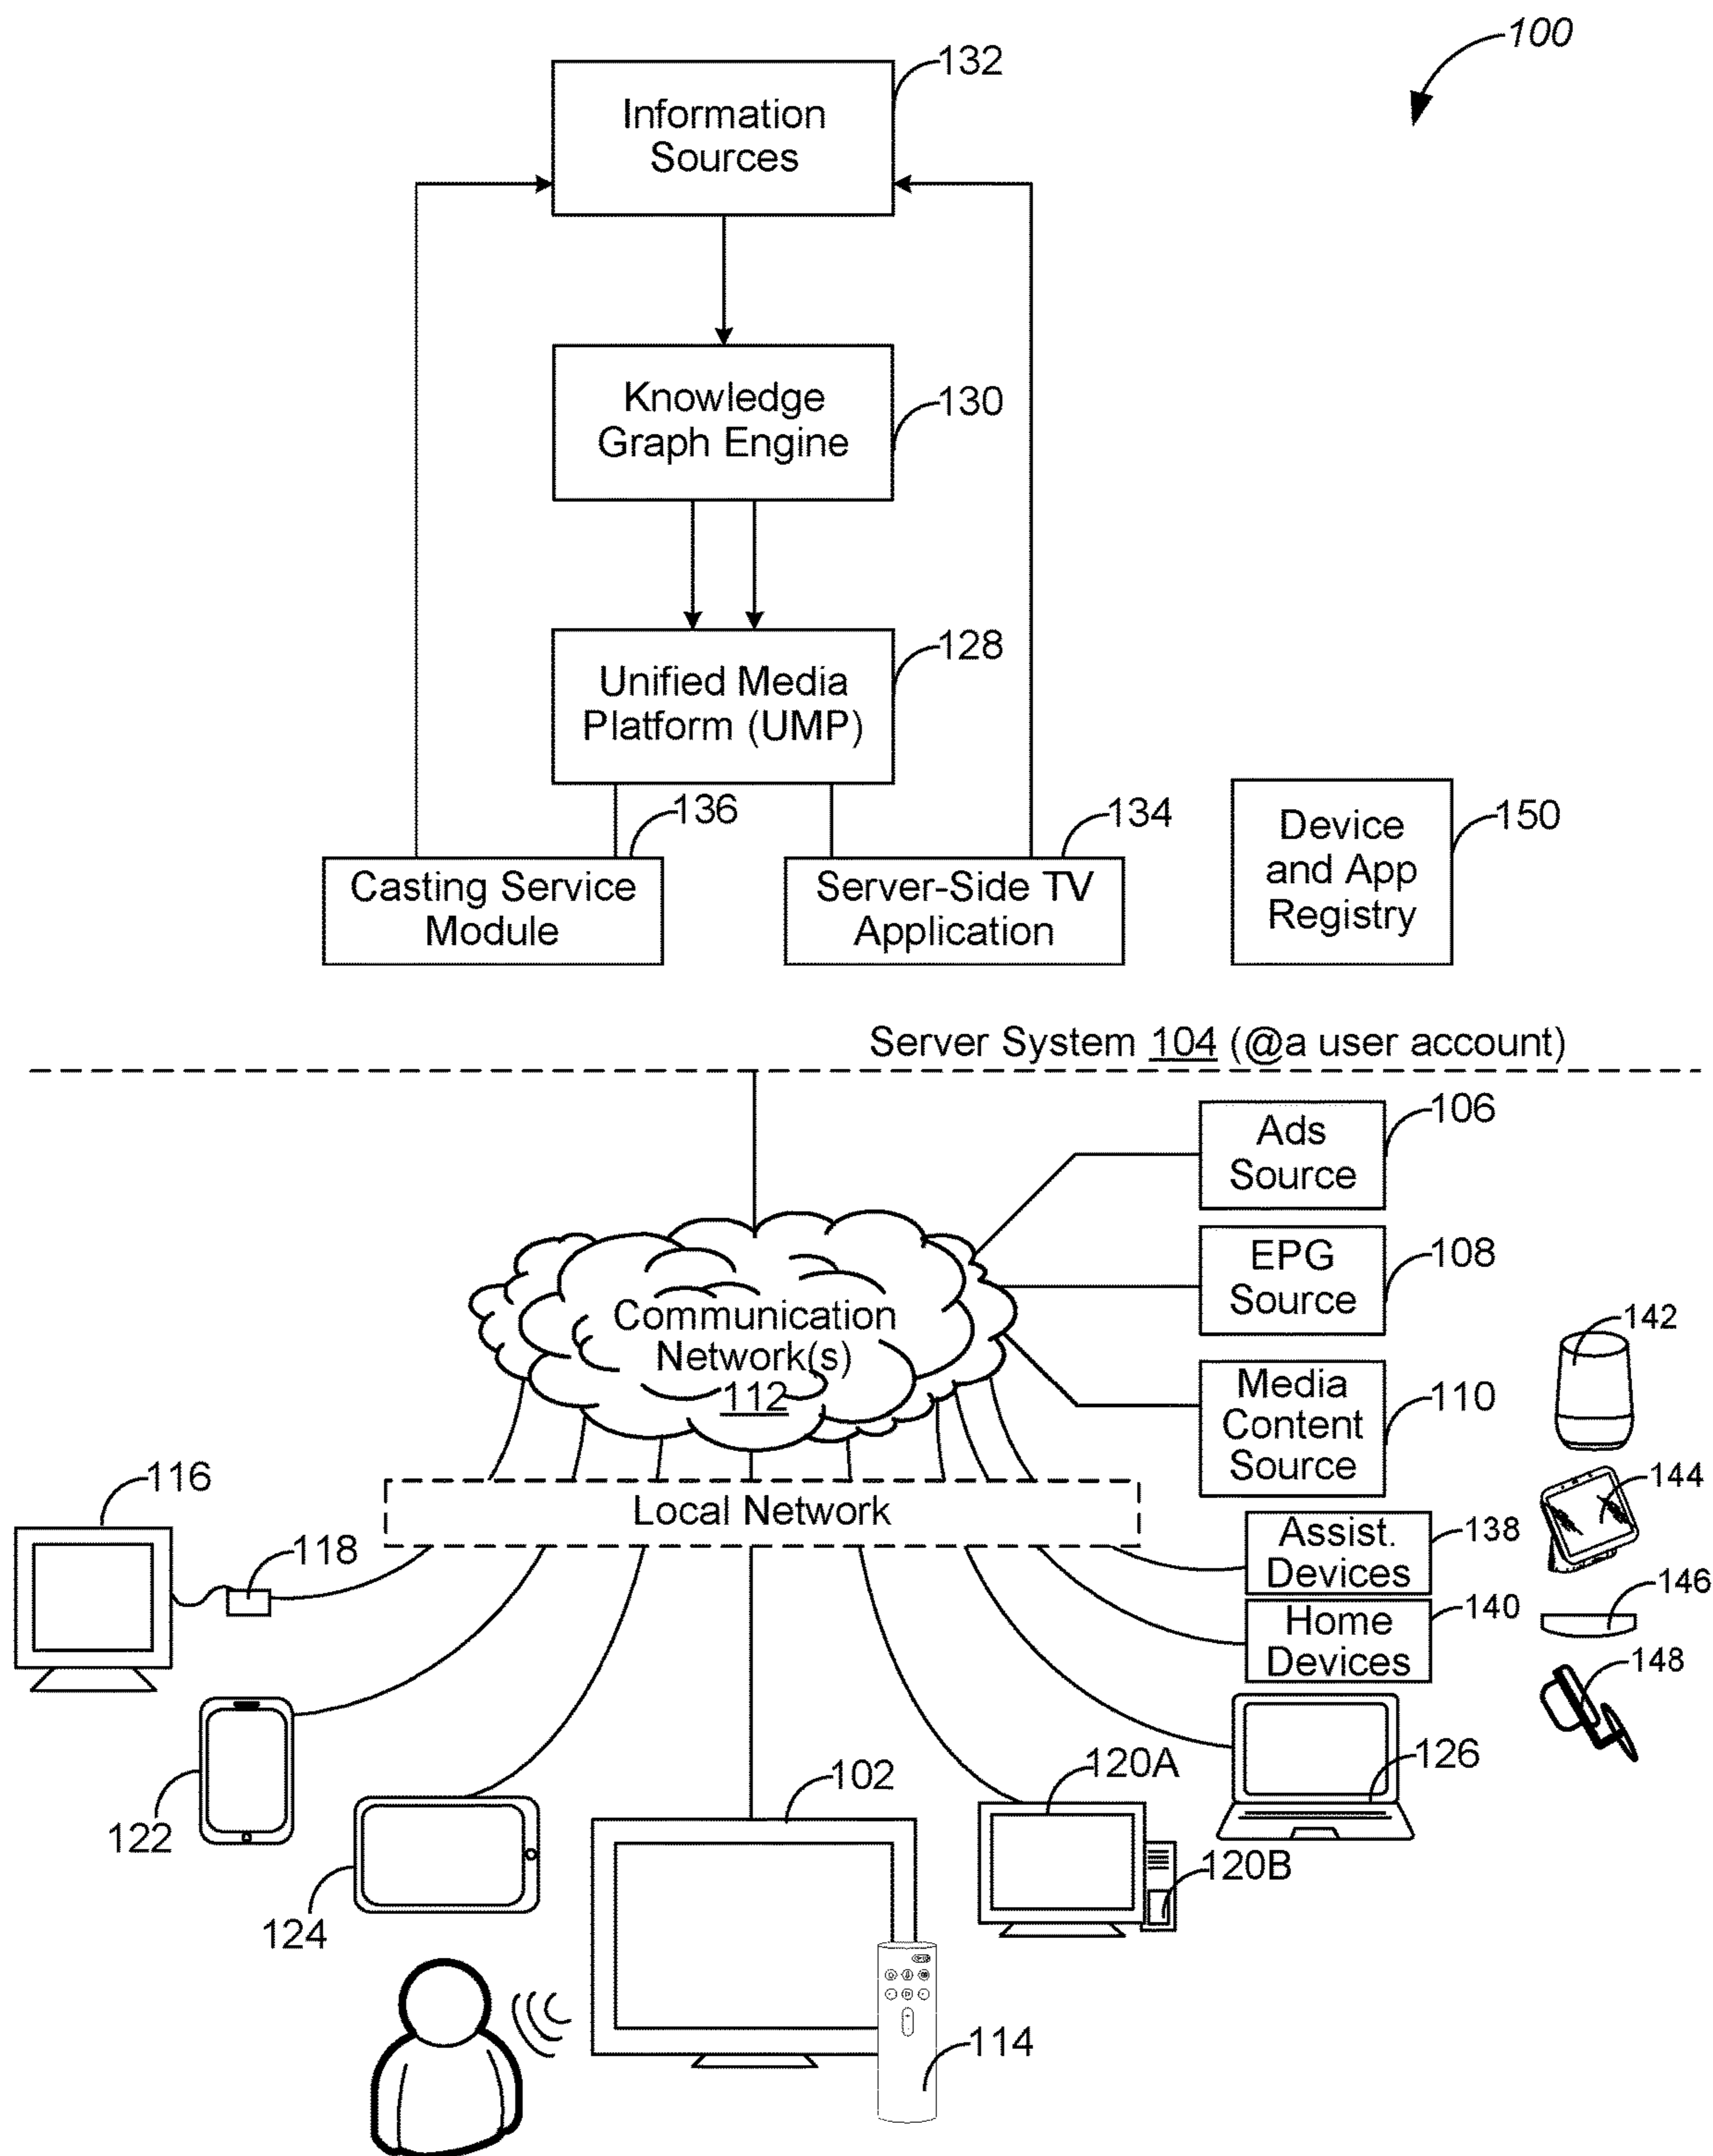 100
132
Information
Sources
Knowledge
Graph Engine
130
Unified Media
Platform (UMP)
128
136
134
Casting Service
Module
Server-Side TV
Application
Device
and App
Registry
150
Server System 104 (@a user account)
Ads
Source
106
EPG
Source
108
Communication
Network(s)
112
Media
Content
Source
110
142
144
116
118
Local Network
Assist.
Devices
138
146
Home
Devices
140
148
122
124
102
120A
120B
126
114